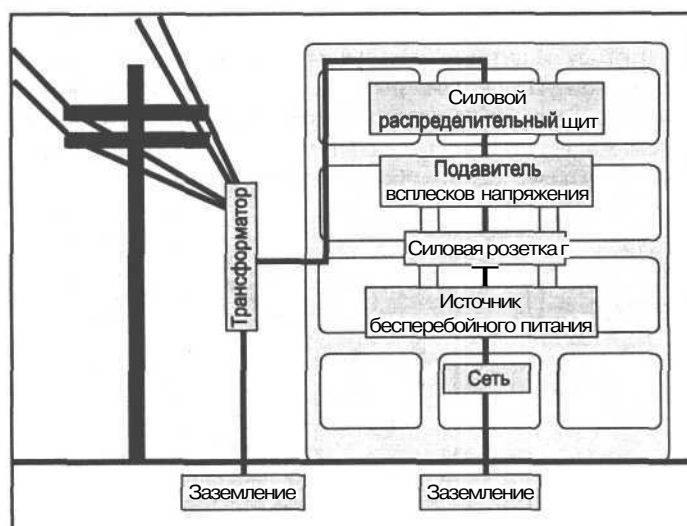 Силовой
распределительный щит
Подавитель
всплесков напряжения
Силовая розетка г
Трансформатор
Источник
бесперебойного питания
Сеть
Заземление
Заземление